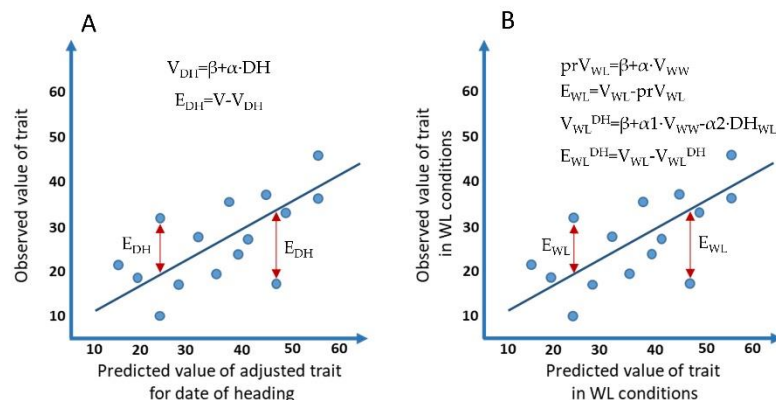 A
V_DH=β+α·DH
E_DH=V-V_DH
Observed value of trait
60
50
40
30
20
10
E_DH
E_DH
10 20 30 40 50 60
Predicted value of adjusted trait
for date of heading
B
prV_WL=β+α·V_WW
E_WL=V_WL-prV_WL
V_WL^DH=β+α1·V_WW-α2·DH_WL
E_WL^DH=V_WL-V_WL^DH
Observed value of trait
in WL conditions
60
50
40
30
20
10
E_WL
E_WL
10 20 30 40 50 60
Predicted value of trait
in WL conditions